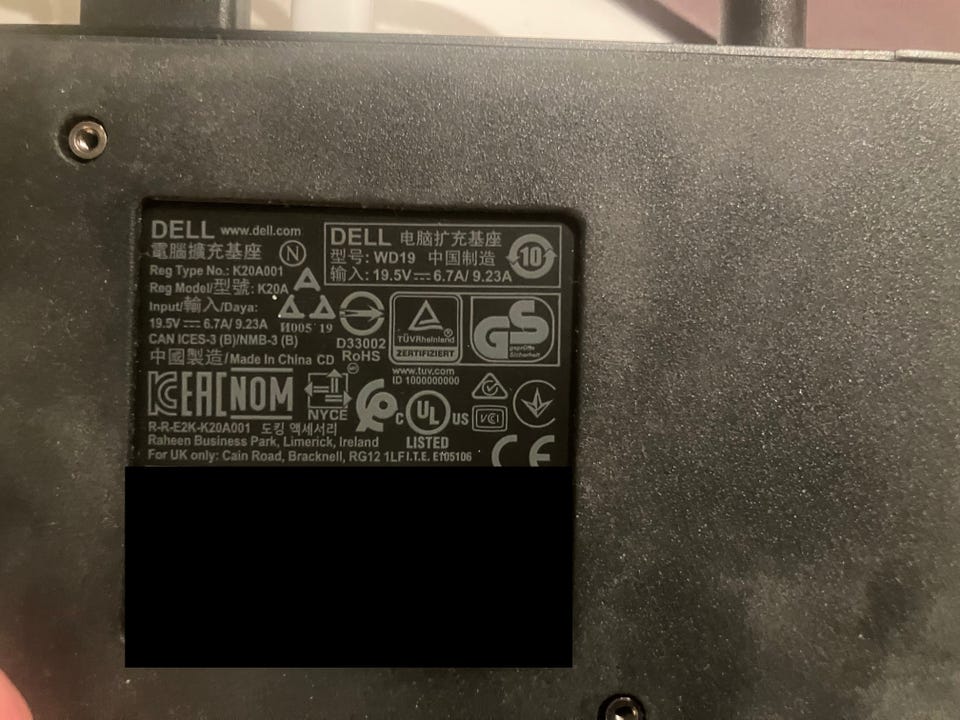 DELL www.dell.com
電腦擴充基座
Reg Type No.: K20A001
Reg Model/型號: K20A
Input/輸入/Daya:
19.5V ⎓ 6.7A/ 9.23A
CAN ICES-3 (B)/NMB-3 (B)
中國製造/Made In China CD
N
DELL 电脑扩充基座
型号: WD19 中国制造
输入: 19.5V ⎓ 6.7A/ 9.23A
10
И005 19
D33002
RoHS
TÜVRheinland
ZERTIFIZIERT
www.tuv.com
ID 1000000000
GS
geprüfte
Sicherheit
EAC NOM
NYCE
C UL US
LISTED
I.T.E. E105106
VCI
CE
R-R-E2K-K20A001 도킹 액세서리
Raheen Business Park, Limerick, Ireland
For UK only: Cain Road, Bracknell, RG12 1LF